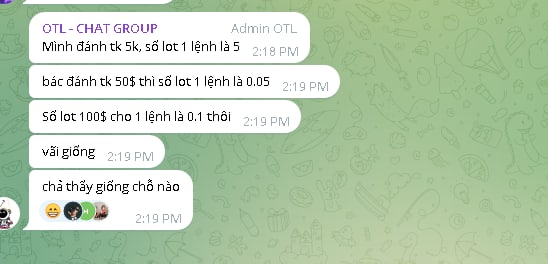 OTL - CHAT GROUP Admin OTL
Mình đánh tk 5k, số lot 1 lệnh là 5 2:18 PM
bác đánh tk 50$ thì số lot 1 lệnh là 0.05 2:19 PM
Số lot 100$ cho 1 lệnh là 0.1 thôi 2:19 PM
vãi giống 2:19 PM
chả thấy giống chỗ nào
2:19 PM